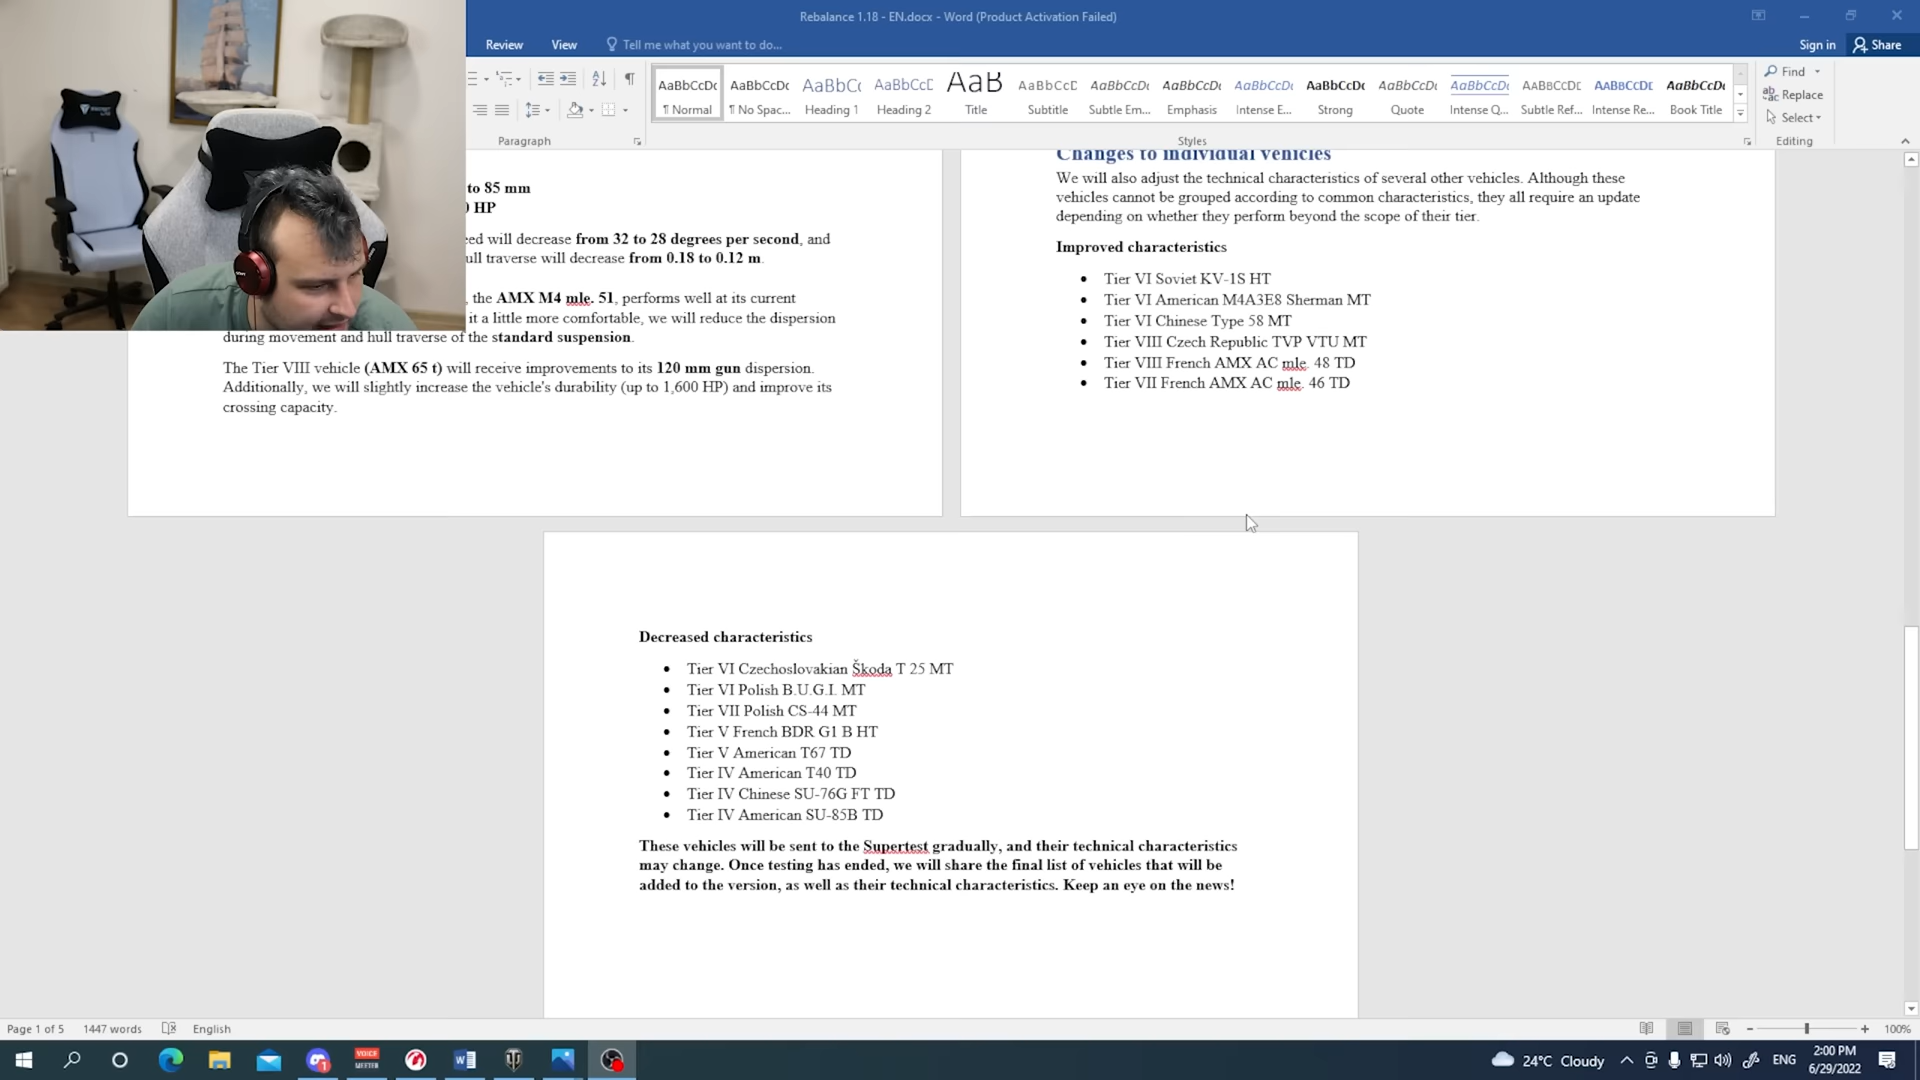 Rebalance 1.18 - EN.docx - Word (Product Activation Failed)
Review View Tell me what you want to do... Sign in Share
AaBbCcDc AaBbCcDc AaBbC( AaBbCcD AaB AaBbCcD AaBbCcDt AaBbCcDt AaBbCcDt AaBbCcDc AaBbCcDt AaBbCcDt AABBCCDE AABBCCDE AaBbCcDt
¶ Normal ¶ No Spac... Heading 1 Heading 2 Title Subtitle Subtle Em... Emphasis Intense E... Strong Quote Intense Q... Subtle Ref... Intense Re... Book Title
Find
Replace
Select
Paragraph Styles Editing
to 85 mm
HP
eed will decrease from 32 to 28 degrees per second, and
ull traverse will decrease from 0.18 to 0.12 m.
, the AMX M4 mle. 51, performs well at its current
it a little more comfortable, we will reduce the dispersion
during movement and hull traverse of the standard suspension.
The Tier VIII vehicle (AMX 65 t) will receive improvements to its 120 mm gun dispersion.
Additionally, we will slightly increase the vehicle's durability (up to 1,600 HP) and improve its
crossing capacity.
Changes to individual vehicles
We will also adjust the technical characteristics of several other vehicles. Although these
vehicles cannot be grouped according to common characteristics, they all require an update
depending on whether they perform beyond the scope of their tier.
Improved characteristics
• Tier VI Soviet KV-1S HT
• Tier VI American M4A3E8 Sherman MT
• Tier VI Chinese Type 58 MT
• Tier VIII Czech Republic TVP VTU MT
• Tier VIII French AMX AC mle. 48 TD
• Tier VII French AMX AC mle. 46 TD
Decreased characteristics
• Tier VI Czechoslovakian Škoda T 25 MT
• Tier VI Polish B.U.G.I. MT
• Tier VII Polish CS-44 MT
• Tier V French BDR G1 B HT
• Tier V American T67 TD
• Tier IV American T40 TD
• Tier IV Chinese SU-76G FT TD
• Tier IV American SU-85B TD
These vehicles will be sent to the Supertest gradually, and their technical characteristics
may change. Once testing has ended, we will share the final list of vehicles that will be
added to the version, as well as their technical characteristics. Keep an eye on the news!
Page 1 of 5 1447 words English 100%
VOICE
MEETER
24°C Cloudy ENG 2:00 PM
6/29/2022